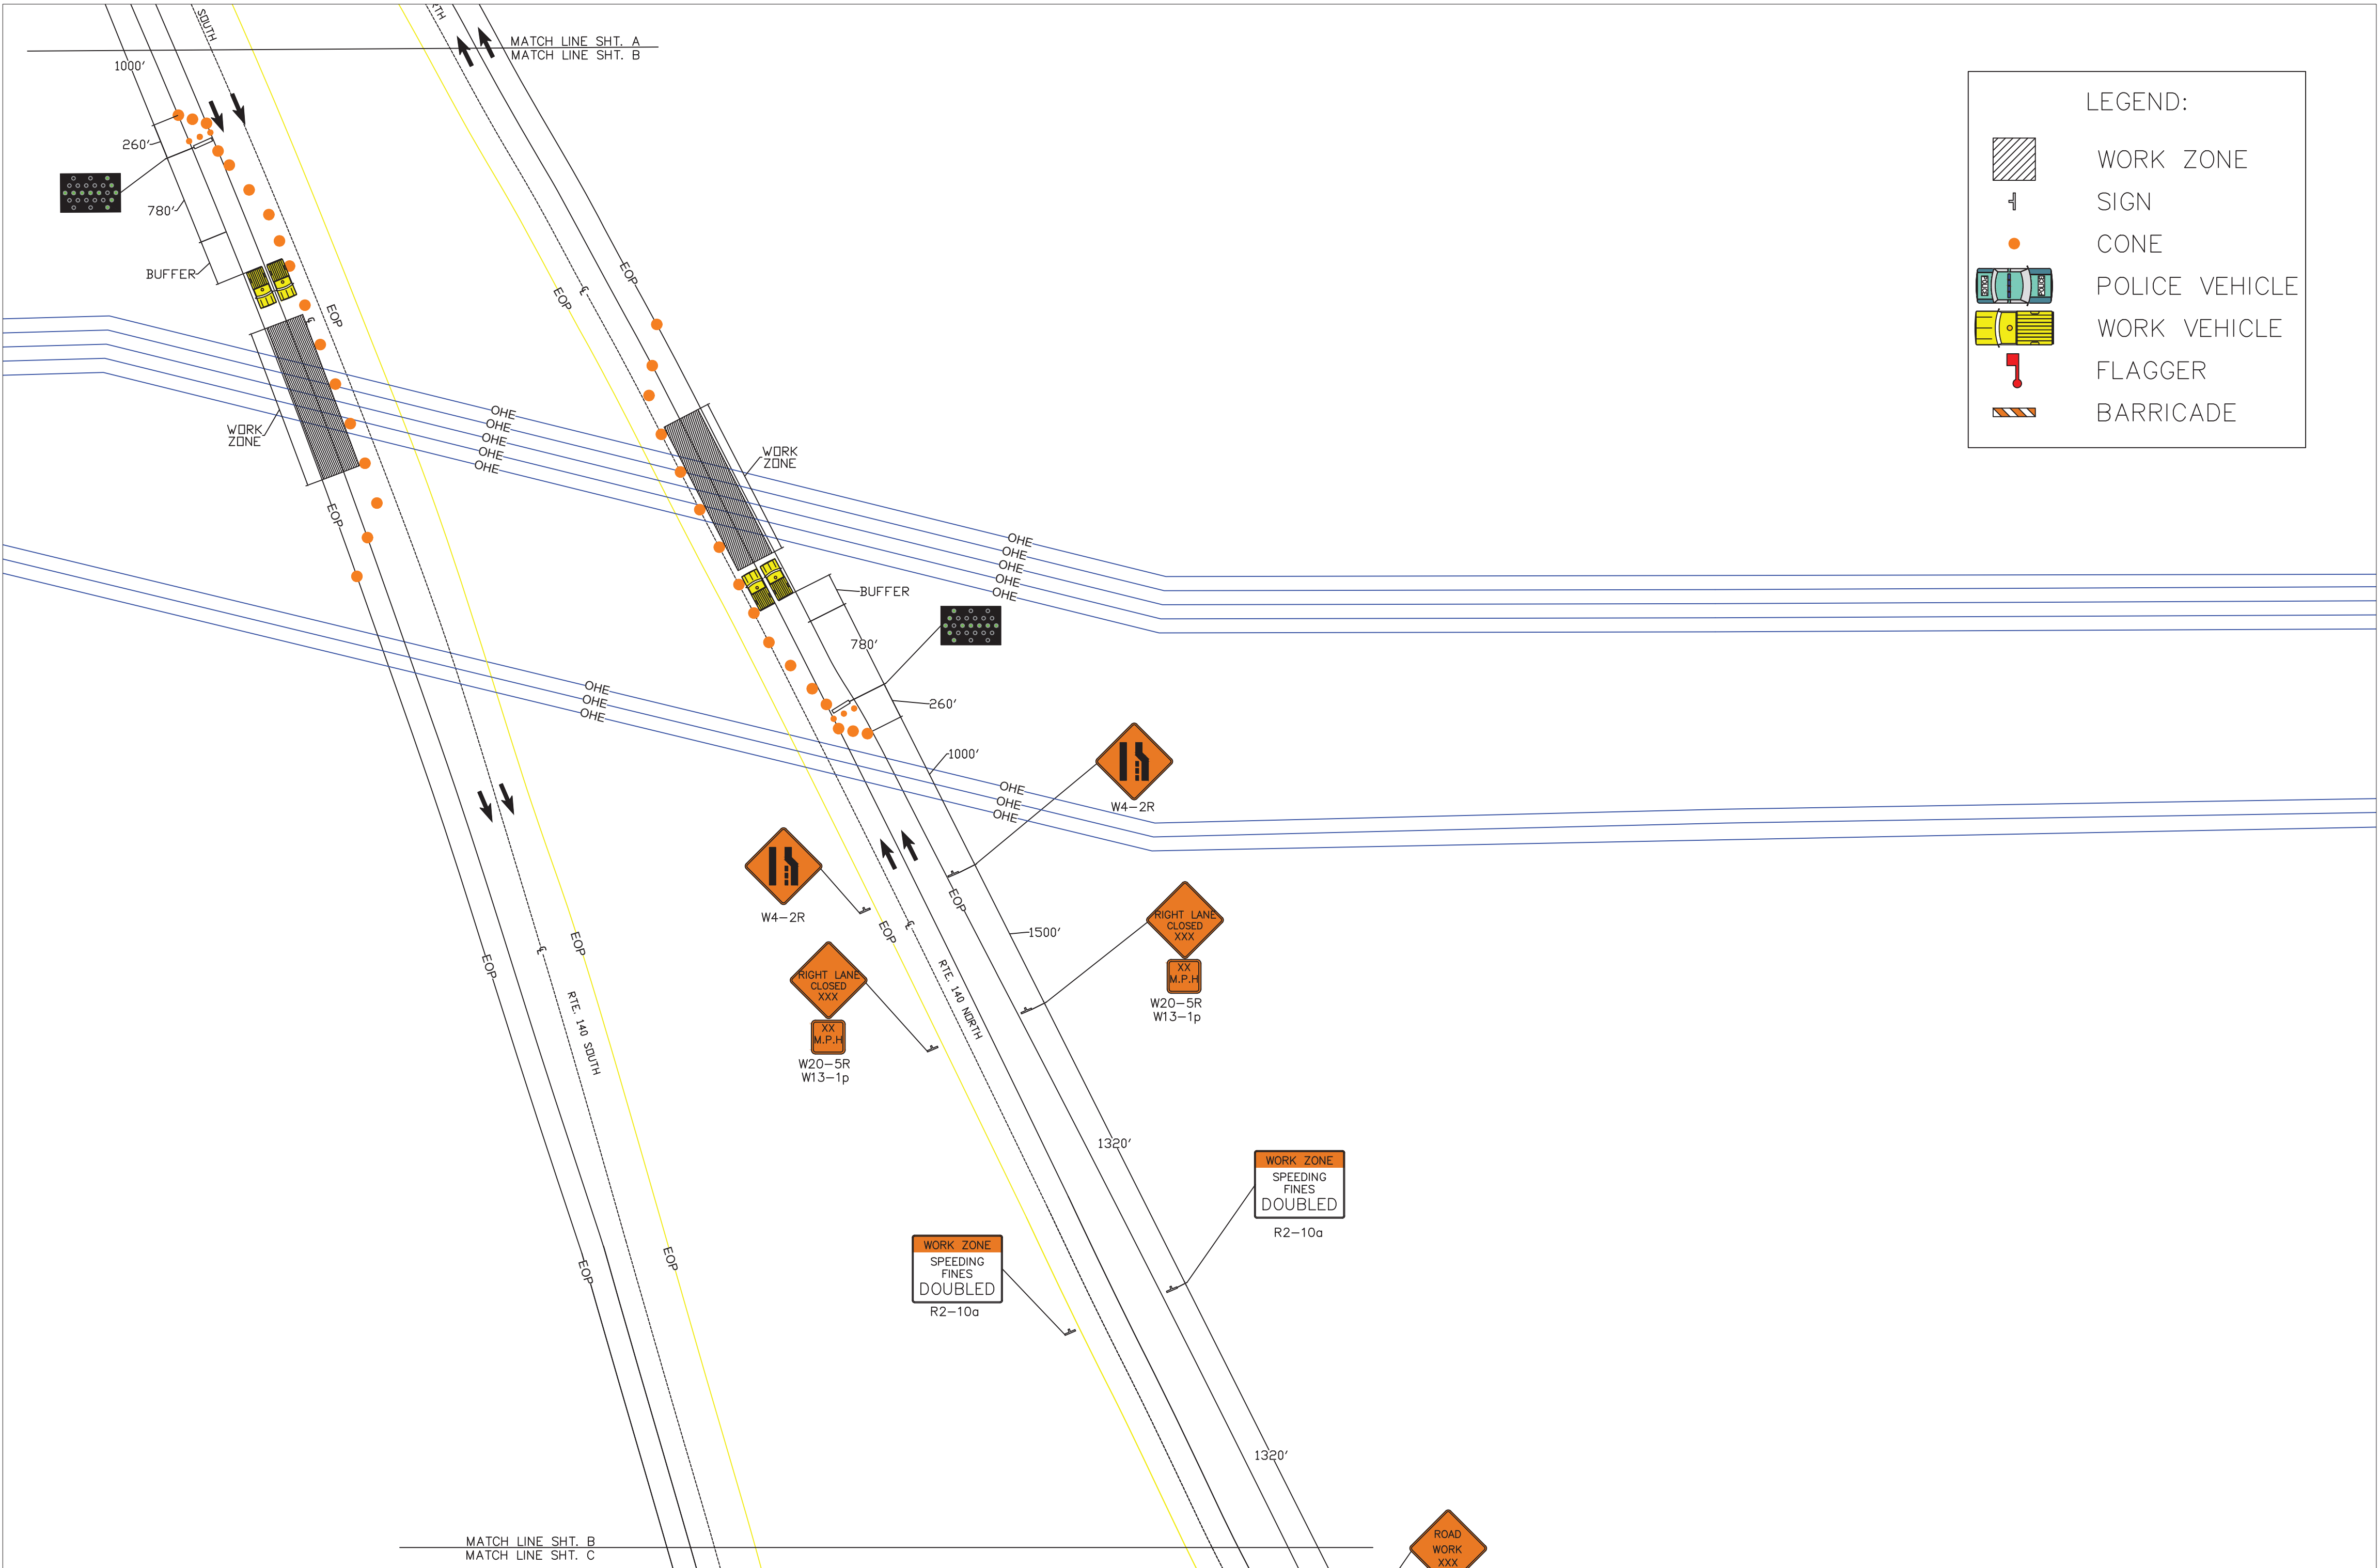 SOUTH
MATCH LINE SHT. A
MATCH LINE SHT. B
1000'
260'
780'
BUFFER
EOP
EOP
EOP
WORK
ZONE
OHE
OHE
OHE
OHE
OHE
WORK
ZONE
EOP
OHE
OHE
OHE
OHE
OHE
BUFFER
780'
260'
1000'
OHE
OHE
OHE
OHE
OHE
OHE
W4-2R
W4-2R
EOP
EOP
RIGHT LANE
CLOSED
XXX
XX
M.P.H
W20-5R
W13-1p
1500'
RIGHT LANE
CLOSED
XXX
XX
M.P.H
W20-5R
W13-1p
EOP
EOP
RTE. 140 SOUTH
RTE. 140 NORTH
1320'
WORK ZONE
SPEEDING
FINES
DOUBLED
R2-10a
WORK ZONE
SPEEDING
FINES
DOUBLED
R2-10a
EOP
EOP
1320'
MATCH LINE SHT. B
MATCH LINE SHT. C
ROAD
WORK
XXX
LEGEND:
WORK ZONE
SIGN
CONE
POLICE VEHICLE
WORK VEHICLE
FLAGGER
BARRICADE